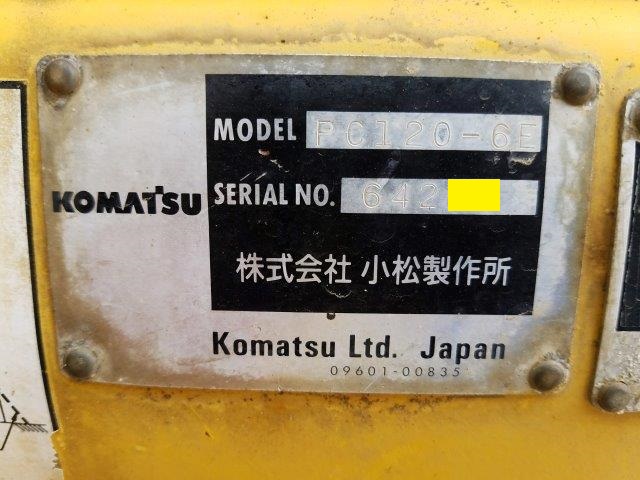 MODEL PC120-6E
KOMATSU
SERIAL NO. 642
株式会社 小松製作所
Komatsu Ltd. Japan
09601-00835